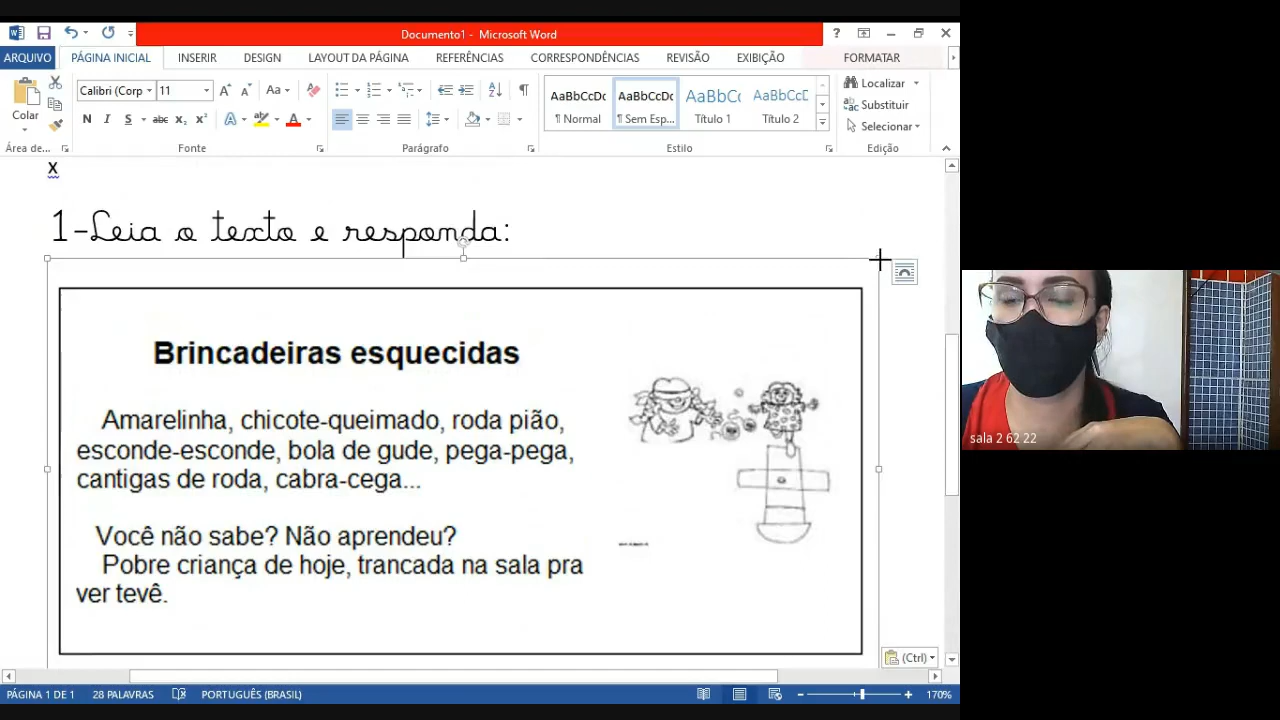 Documento1 - Microsoft Word
ARQUIVO PÁGINA INICIAL INSERIR DESIGN LAYOUT DA PÁGINA REFERÊNCIAS CORRESPONDÊNCIAS REVISÃO EXIBIÇÃO FORMATAR
Calibri (Corp 11
Colar
N I S abc x₂ x²
AaBbCcDc AaBbCcDc AaBbC( AaBbCcD
¶ Normal ¶ Sem Esp... Título 1 Título 2
Localizar
Substituir
Selecionar
Área de... Fonte Parágrafo Estilo Edição
X
1-Leia o texto e responda:
Brincadeiras esquecidas
Amarelinha, chicote-queimado, roda pião,
esconde-esconde, bola de gude, pega-pega,
cantigas de roda, cabra-cega...
Você não sabe? Não aprendeu?
Pobre criança de hoje, trancada na sala pra
ver tevê.
(Ctrl)
PÁGINA 1 DE 1 28 PALAVRAS PORTUGUÊS (BRASIL) 170%
sala 2 62 22